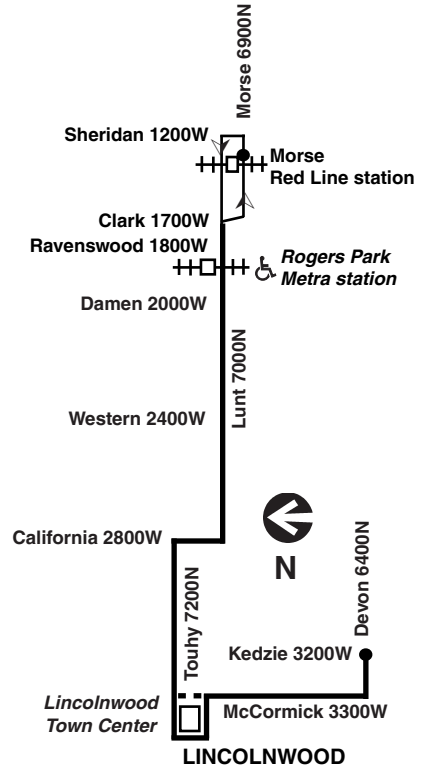 Morse 6900N
Sheridan 1200W
Morse
Red Line station
Clark 1700W
Ravenswood 1800W
Rogers Park
Metra station
Damen 2000W
Lunt 7000N
Western 2400W
California 2800W
N
Devon 6400N
Touhy 7200N
Kedzie 3200W
Lincolnwood
Town Center
McCormick 3300W
LINCOLNWOOD